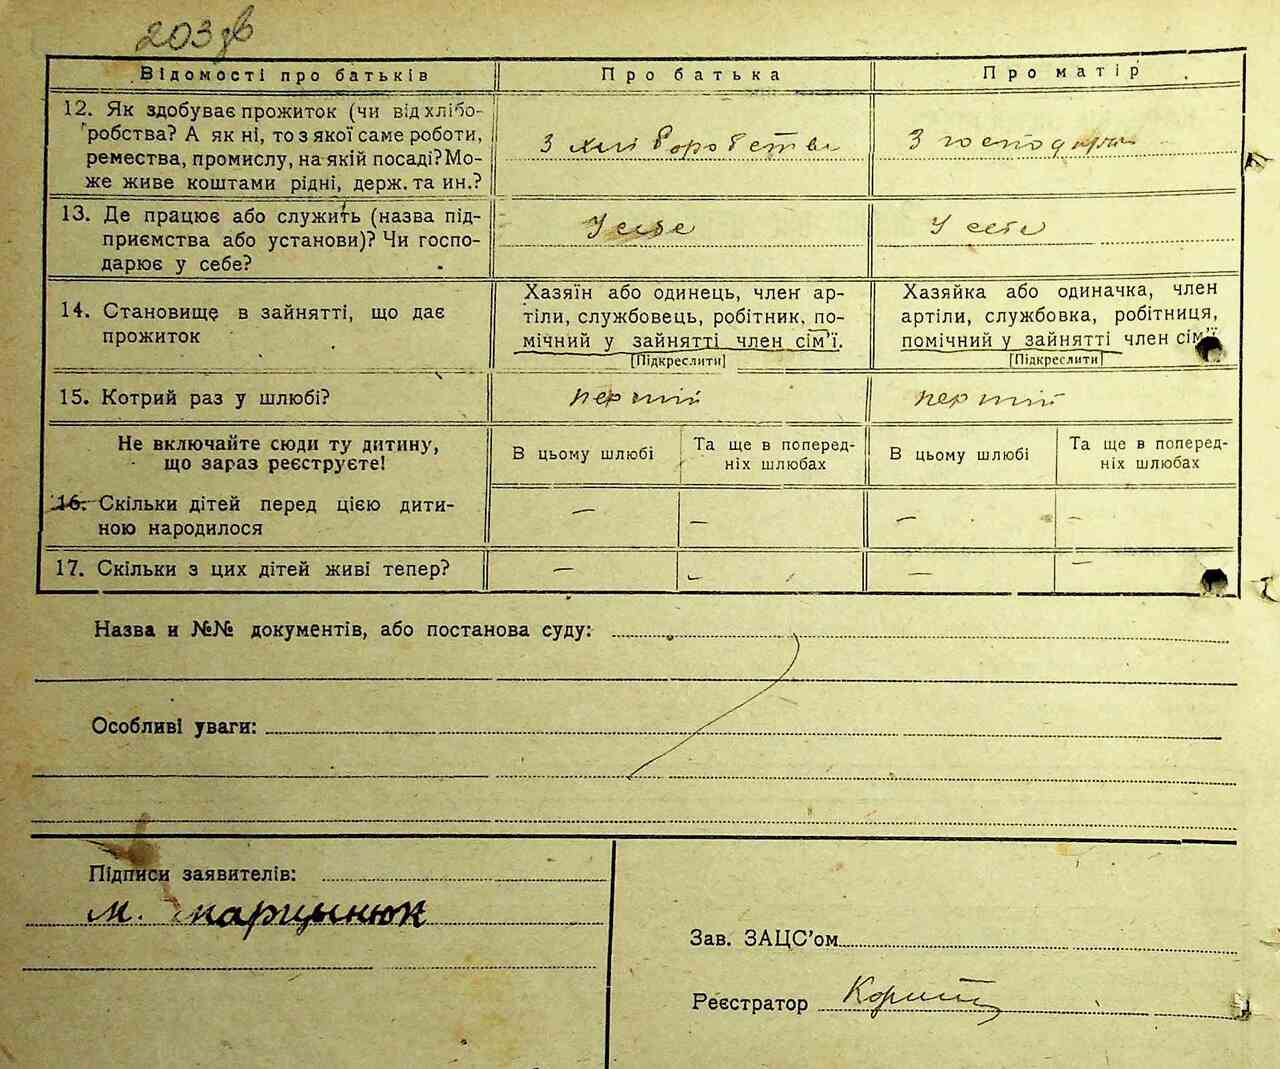 203 зв
Відомості про батьків
Про батька
Про матір
12. Як здобуває прожиток (чи від хлібо-
робства? А як ні, то з якої саме роботи,
ремества, промислу, на якій посаді? Мо-
же живе коштами рідні, держ. та ин.?
З хліборобства
З господарки
13. Де працює або служить (назва під-
приємства або установи)? Чи госпо-
дарює у себе?
У себе
У себе
14. Становище в зайнятті, що дає
прожиток
Хазяїн або одинець, член ар-
тіли, службовець, робітник, по-
мічний у зайнятті член сім'ї.
[Підкреслити]
Хазяйка або одиначка, член
артіли, службовка, робітниця,
помічний у зайнятті член сім'ї.
[Підкреслити]
15. Котрий раз у шлюбі?
перший
перший
Не включайте сюди ту дитину,
що зараз реєструєте!
В цьому шлюбі
Та ще в поперед-
ніх шлюбах
В цьому шлюбі
Та ще в поперед-
ніх шлюбах
16. Скільки дітей перед цією дити-
ною народилося
— — — —
17. Скільки з цих дітей живі тепер?
— — — —
Назва и №№ документів, або постанова суду:
Особливі уваги:
Підписи заявителів:
М. Марцынюк
Зав. ЗАЦС'ом
Реєстратор